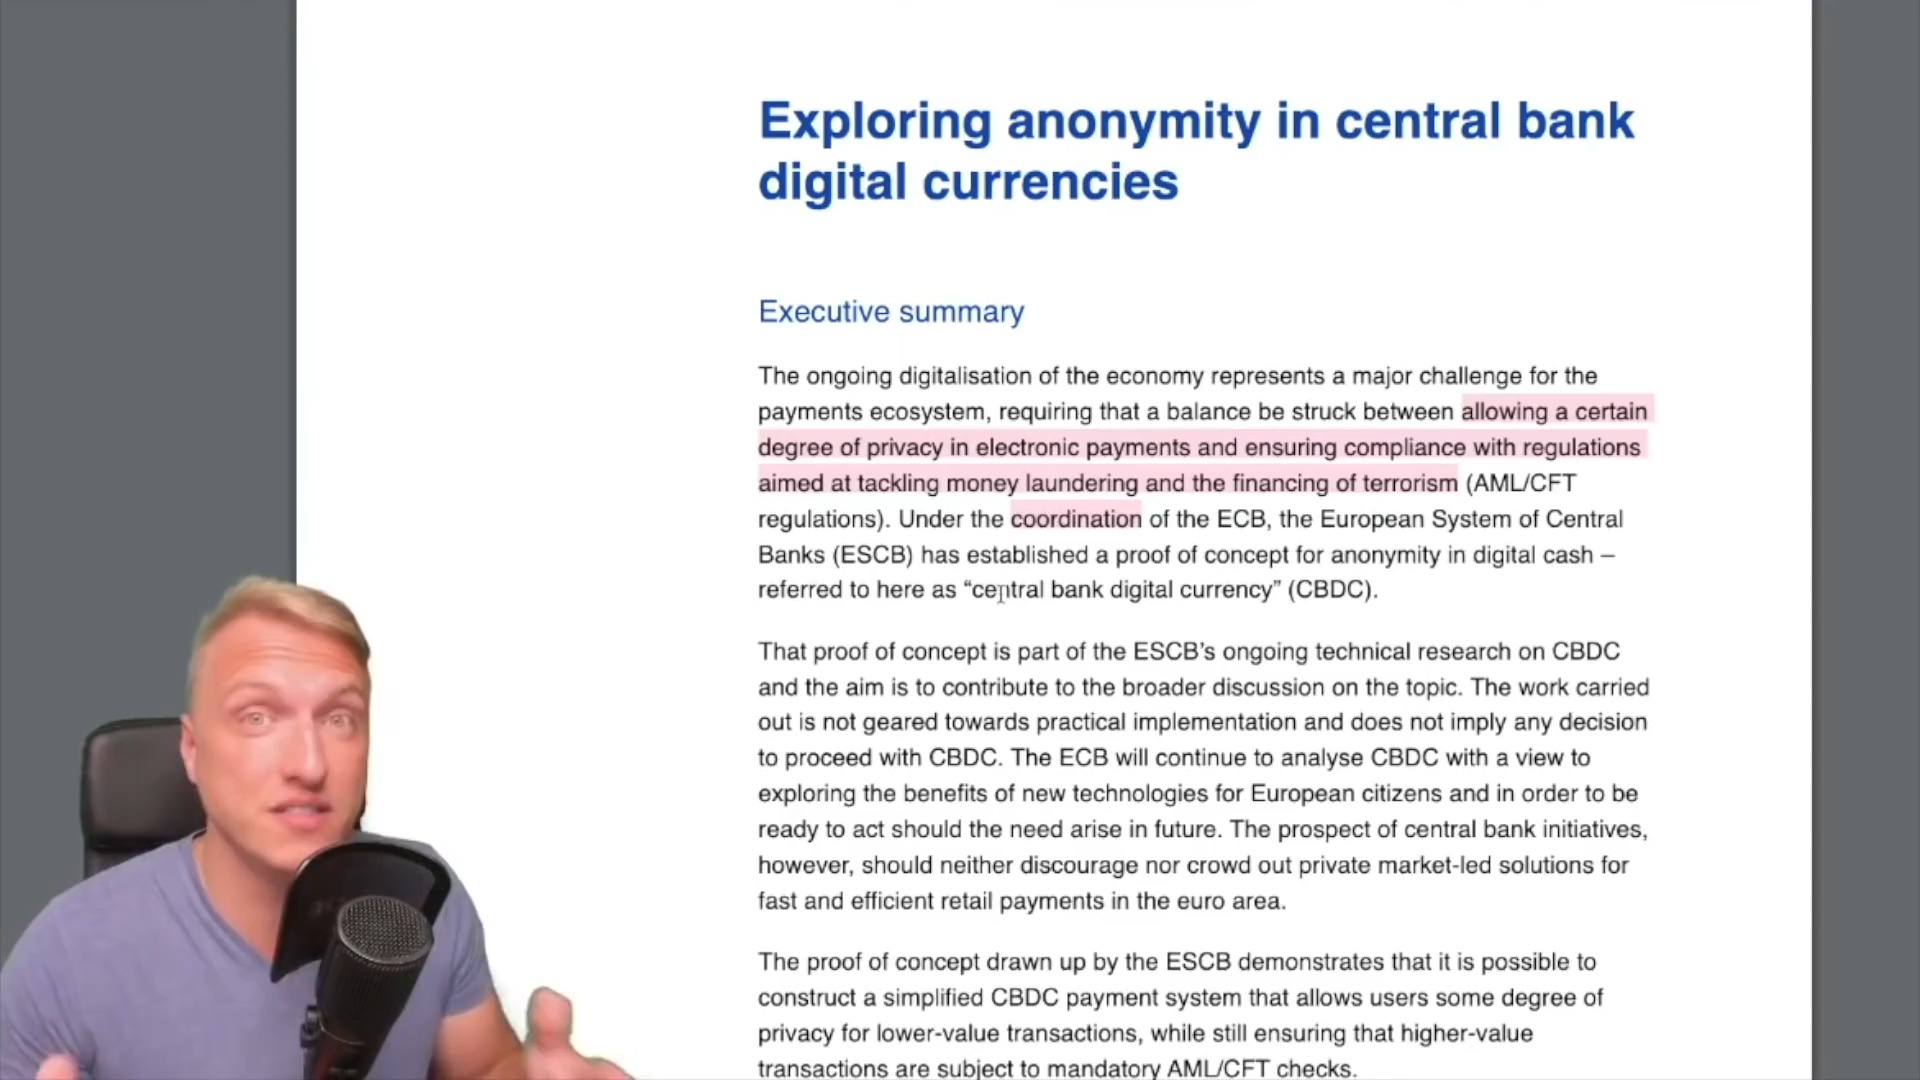 Exploring anonymity in central bank
digital currencies
Executive summary
The ongoing digitalisation of the economy represents a major challenge for the
payments ecosystem, requiring that a balance be struck between allowing a certain
degree of privacy in electronic payments and ensuring compliance with regulations
aimed at tackling money laundering and the financing of terrorism (AML/CFT
regulations). Under the coordination of the ECB, the European System of Central
Banks (ESCB) has established a proof of concept for anonymity in digital cash –
referred to here as “central bank digital currency” (CBDC).
That proof of concept is part of the ESCB’s ongoing technical research on CBDC
and the aim is to contribute to the broader discussion on the topic. The work carried
out is not geared towards practical implementation and does not imply any decision
to proceed with CBDC. The ECB will continue to analyse CBDC with a view to
exploring the benefits of new technologies for European citizens and in order to be
ready to act should the need arise in future. The prospect of central bank initiatives,
however, should neither discourage nor crowd out private market-led solutions for
fast and efficient retail payments in the euro area.
The proof of concept drawn up by the ESCB demonstrates that it is possible to
construct a simplified CBDC payment system that allows users some degree of
privacy for lower-value transactions, while still ensuring that higher-value
transactions are subject to mandatory AML/CFT checks.